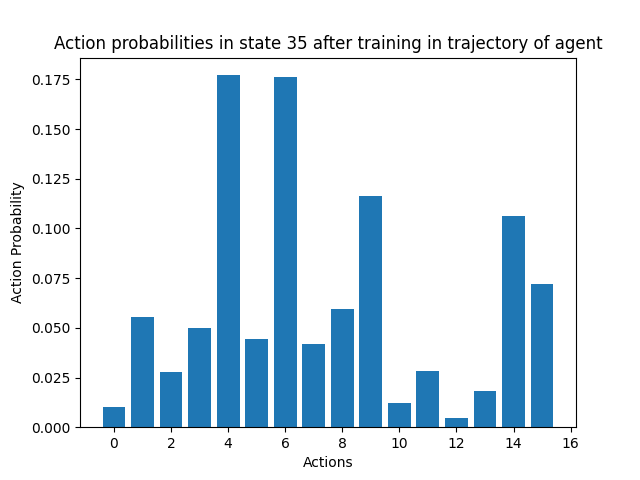 Action probabilities in state 35 after training in trajectory of agent
0.175
0.150
0.125
0.100
0.075
0.050
0.025
0.000
Action Probability
0 2 4 6 8 10 12 14 16
Actions